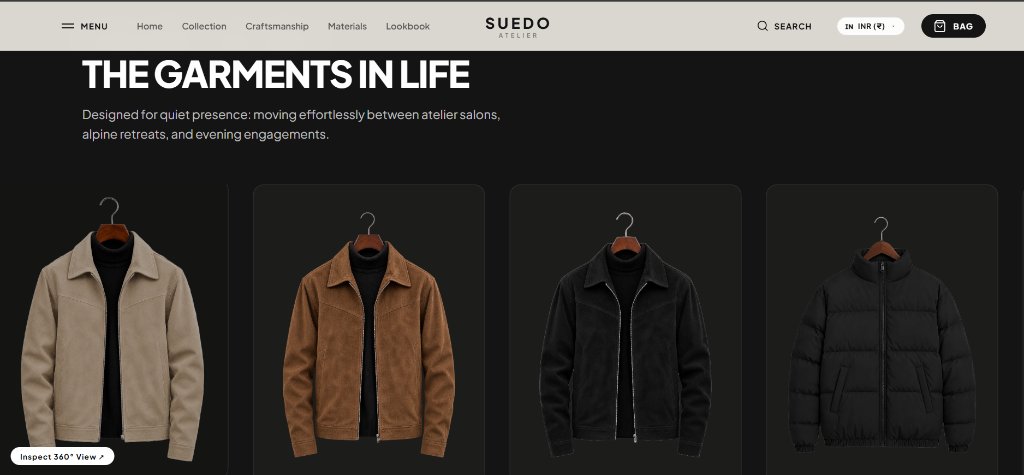 MENU
Home
Collection
Craftsmanship
Materials
Lookbook
SUEDO
ATELIER
SEARCH
IN INR (₹)
BAG
THE GARMENTS IN LIFE
Designed for quiet presence: moving effortlessly between atelier salons,
alpine retreats, and evening engagements.
Inspect 360° View ↗